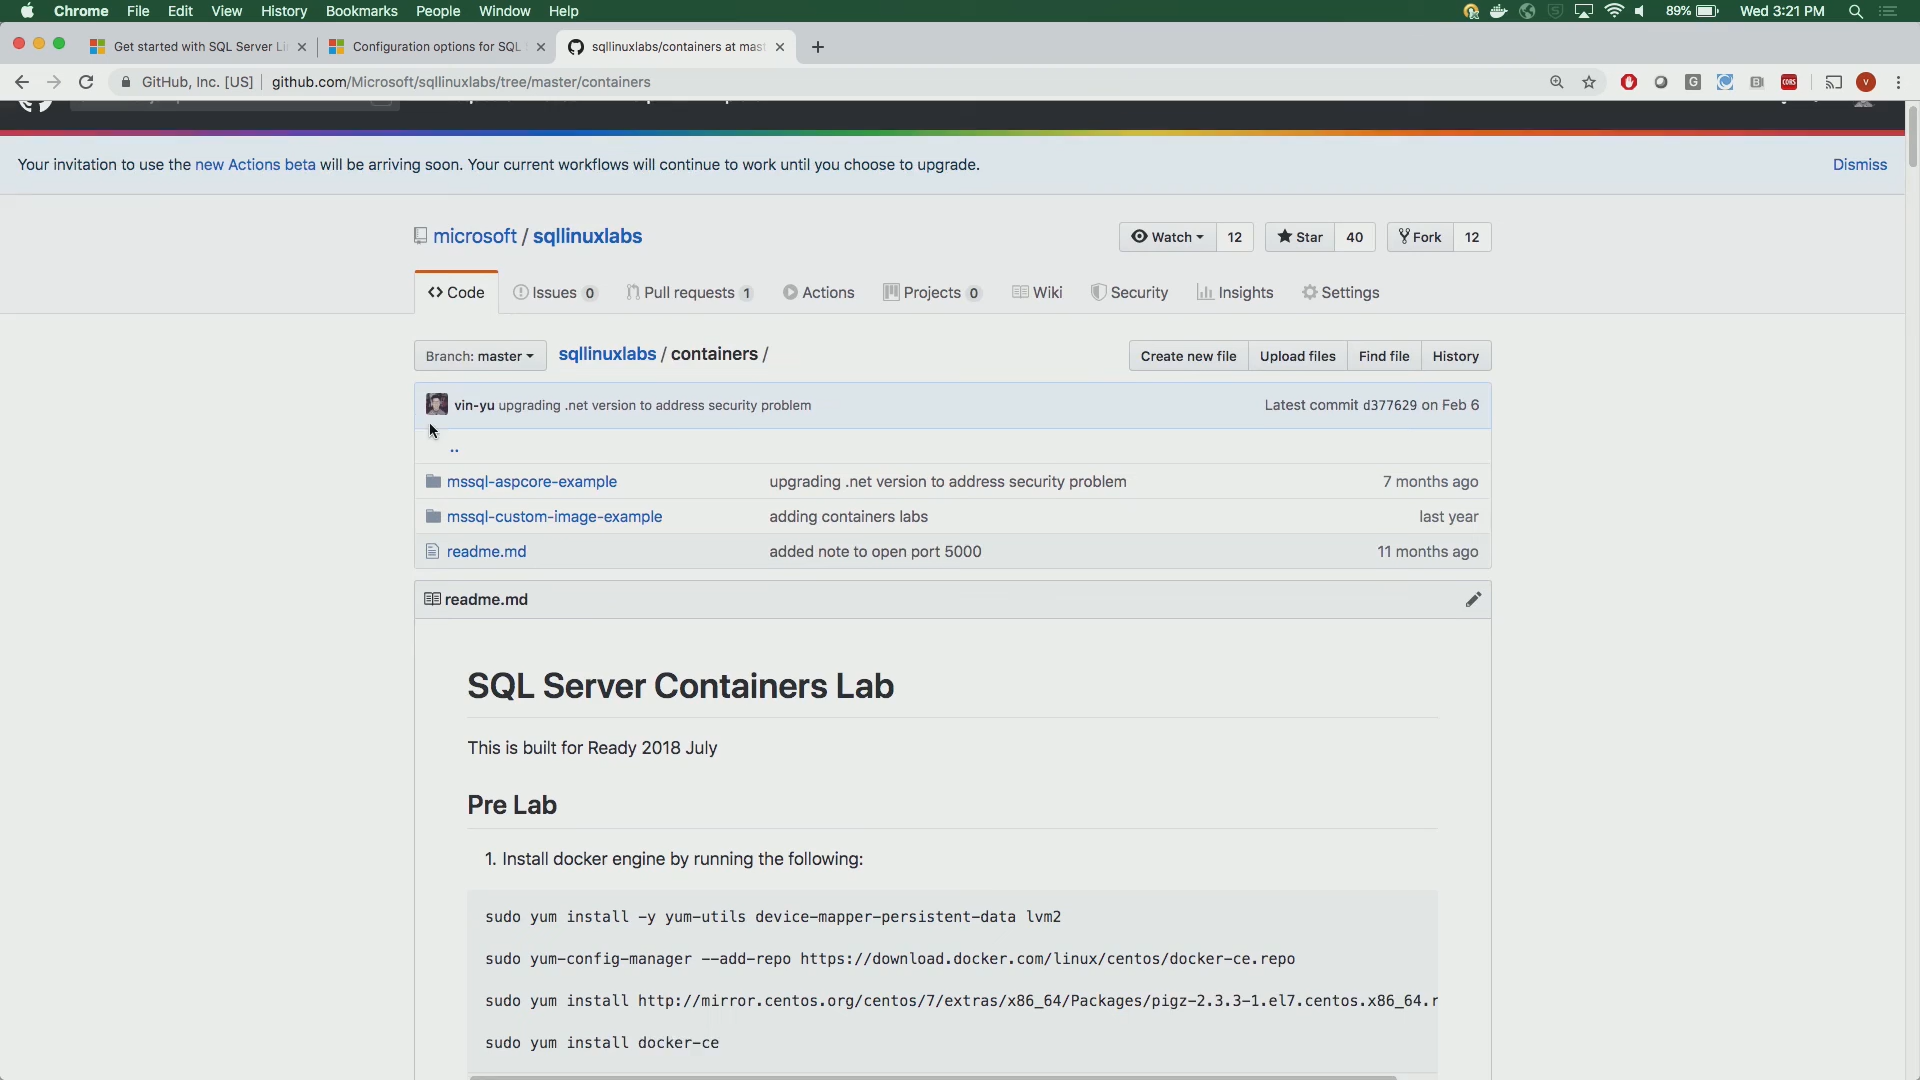 Chrome File Edit View History Bookmarks People Window Help 89% Wed 3:21 PM
Get started with SQL Server Li Configuration options for SQL sqllinuxlabs/containers at mast
GitHub, Inc. [US] github.com/Microsoft/sqllinuxlabs/tree/master/containers
Your invitation to use the new Actions beta will be arriving soon. Your current workflows will continue to work until you choose to upgrade. Dismiss
microsoft / sqllinuxlabs Watch 12 Star 40 Fork 12
Code Issues 0 Pull requests 1 Actions Projects 0 Wiki Security Insights Settings
Branch: master sqllinuxlabs / containers / Create new file Upload files Find file History
vin-yu upgrading .net version to address security problem Latest commit d377629 on Feb 6
..
mssql-aspcore-example upgrading .net version to address security problem 7 months ago
mssql-custom-image-example adding containers labs last year
readme.md added note to open port 5000 11 months ago
readme.md
SQL Server Containers Lab
This is built for Ready 2018 July
Pre Lab
1. Install docker engine by running the following:
sudo yum install -y yum-utils device-mapper-persistent-data lvm2
sudo yum-config-manager --add-repo https://download.docker.com/linux/centos/docker-ce.repo
sudo yum install http://mirror.centos.org/centos/7/extras/x86_64/Packages/pigz-2.3.3-1.el7.centos.x86_64.r
sudo yum install docker-ce